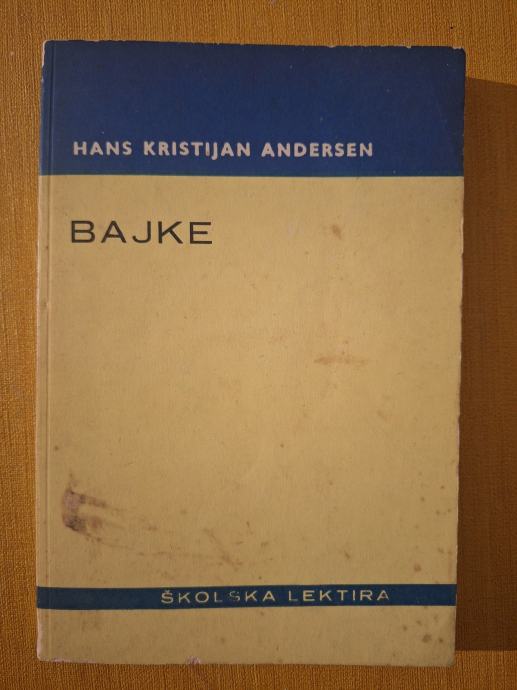 HANS KRISTIJAN ANDERSEN
BAJKE
ŠKOLSKA LEKTIRA